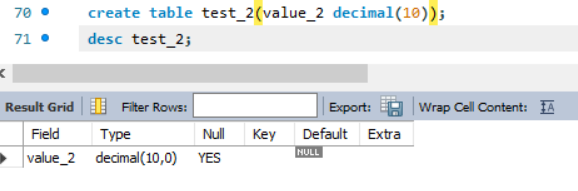 70 create table test_2(value_2 decimal(10));
71 desc test_2;
Result Grid Filter Rows: Export: Wrap Cell Content: IA
Field Type Null Key Default Extra
value_2 decimal(10,0) YES NULL